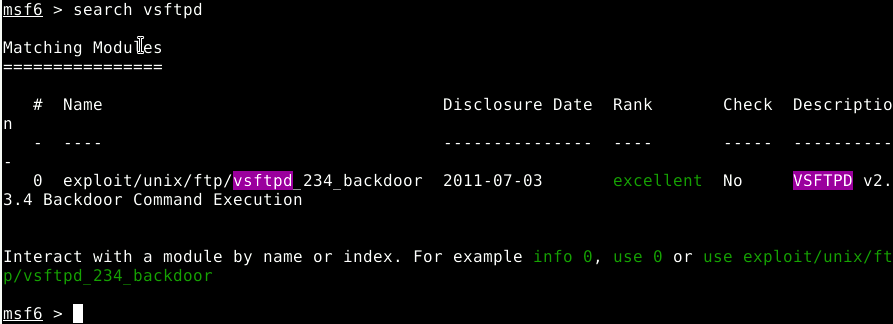 msf6 > search vsftpd
Matching Modules
================
#  Name                                  Disclosure Date  Rank       Check  Descriptio
n
-  ----                                  ---------------  ----       -----  ----------
-
0  exploit/unix/ftp/vsftpd_234_backdoor  2011-07-03       excellent  No     VSFTPD v2.
3.4 Backdoor Command Execution
Interact with a module by name or index. For example info 0, use 0 or use exploit/unix/ft
p/vsftpd_234_backdoor
msf6 >